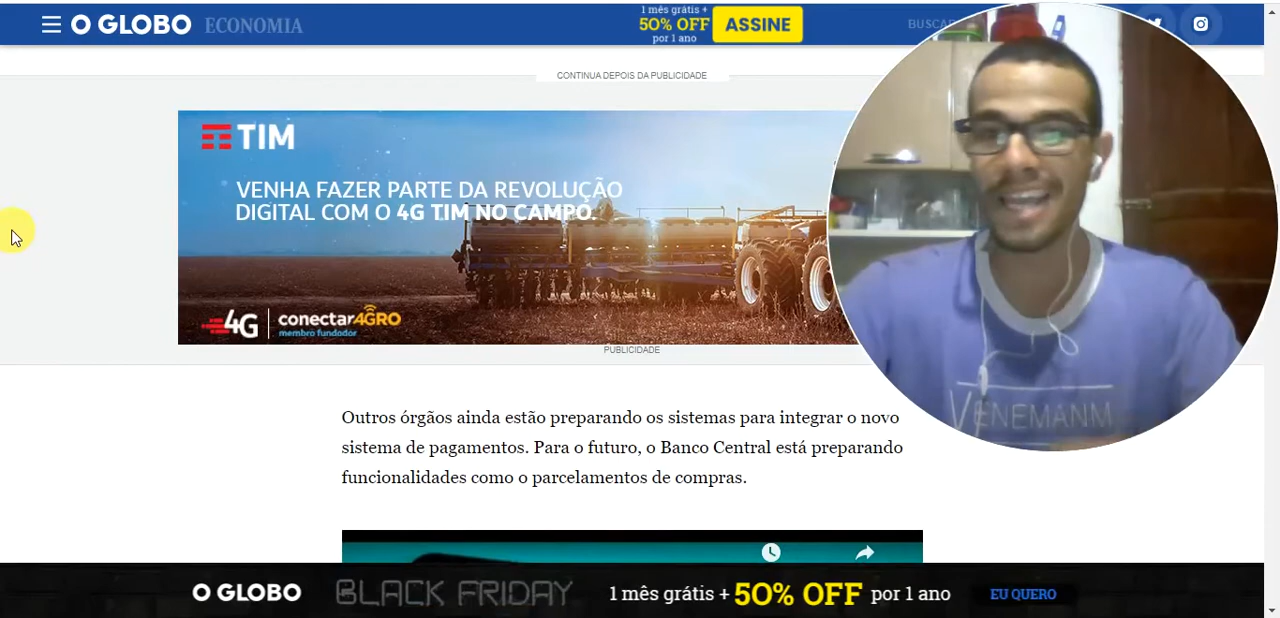 O GLOBO ECONOMIA
1 mês grátis +
50% OFF
por 1 ano
ASSINE
BUSCAR
CONTINUA DEPOIS DA PUBLICIDADE
TIM
VENHA FAZER PARTE DA REVOLUÇÃO
DIGITAL COM O 4G TIM NO CAMPO.
4G
conectar4GRO
membro fundador
PUBLICIDADE
VENEMANM
Outros órgãos ainda estão preparando os sistemas para integrar o novo
sistema de pagamentos. Para o futuro, o Banco Central está preparando
funcionalidades como o parcelamentos de compras.
O GLOBO BLACK FRIDAY 1 mês grátis + 50% OFF por 1 ano EU QUERO